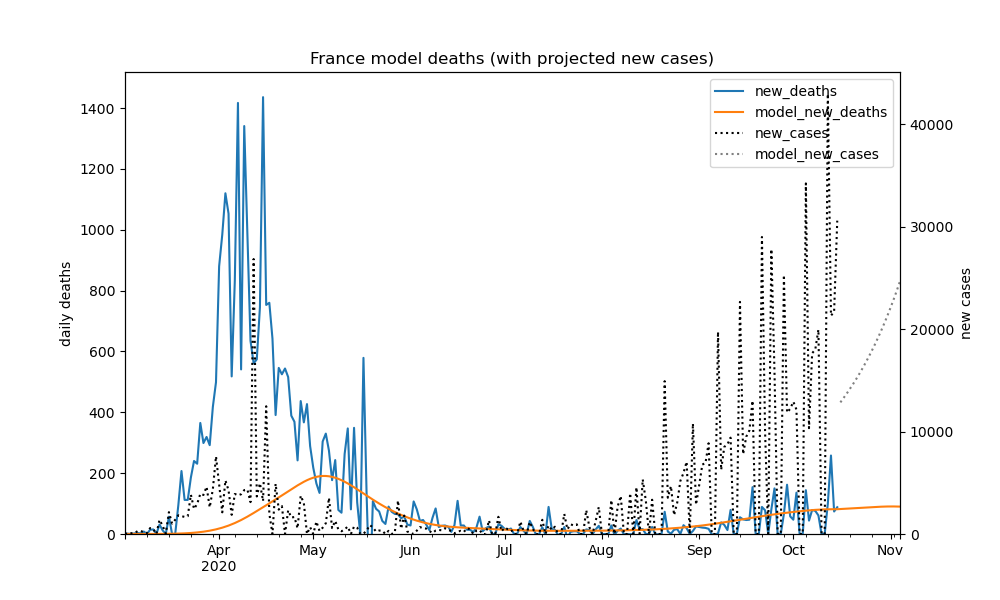 France model deaths (with projected new cases)
new_deaths
model_new_deaths
new_cases
model_new_cases
1400
1200
1000
800
600
400
200
0
daily deaths
40000
30000
20000
10000
0
new cases
Apr May Jun Jul Aug Sep Oct Nov
2020